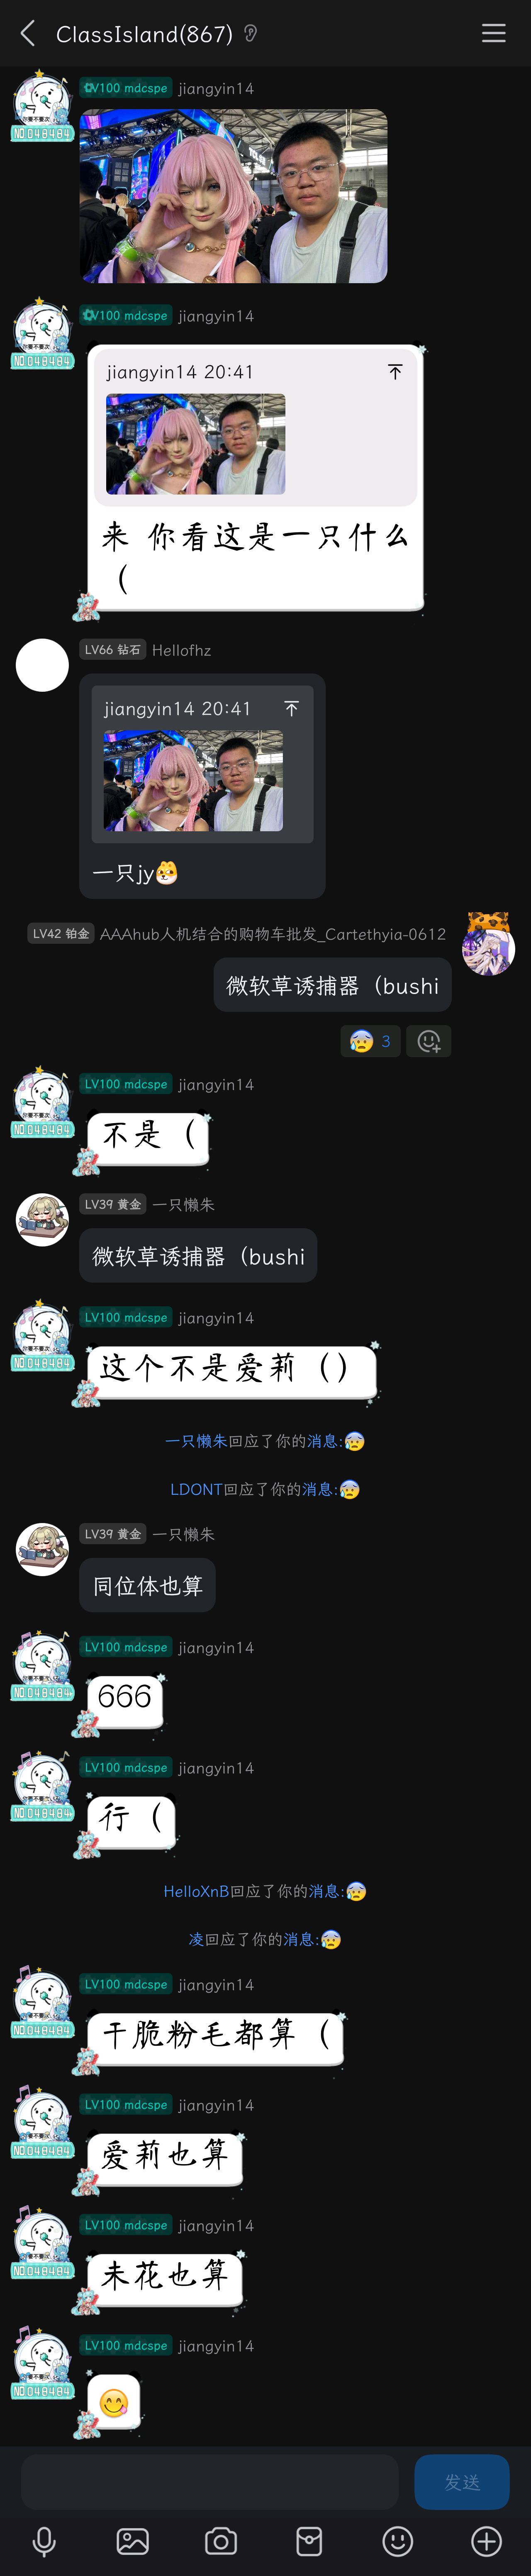 ClassIsland(867)
LV100 mdcspe jiangyin14
LV100 mdcspe jiangyin14
jiangyin14 20:41
来 你看这是一只什么
（
LV66 钻石 Hellofhz
jiangyin14 20:41
一只jy
LV42 铂金 AAAhub人机结合的购物车批发_Cartethyia-0612
微软草诱捕器（bushi
3
LV100 mdcspe jiangyin14
不是（
LV39 黄金 一只懒朱
微软草诱捕器（bushi
LV100 mdcspe jiangyin14
这个不是爱莉（）
一只懒朱回应了你的消息:
LDONT回应了你的消息:
LV39 黄金 一只懒朱
同位体也算
LV100 mdcspe jiangyin14
666
LV100 mdcspe jiangyin14
行（
HelloXnB回应了你的消息:
凌回应了你的消息:
LV100 mdcspe jiangyin14
干脆粉毛都算（
LV100 mdcspe jiangyin14
爱莉也算
LV100 mdcspe jiangyin14
未花也算
LV100 mdcspe jiangyin14
😋
发送